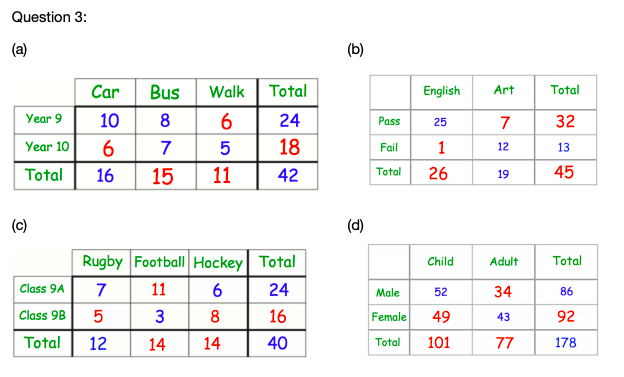 Question 3:
(a)
Car Bus Walk Total
Year 9 10 8 6 24
Year 10 6 7 5 18
Total 16 15 11 42
(b)
English Art Total
Pass 25 7 32
Fail 1 12 13
Total 26 19 45
(c)
Rugby Football Hockey Total
Class 9A 7 11 6 24
Class 9B 5 3 8 16
Total 12 14 14 40
(d)
Child Adult Total
Male 52 34 86
Female 49 43 92
Total 101 77 178